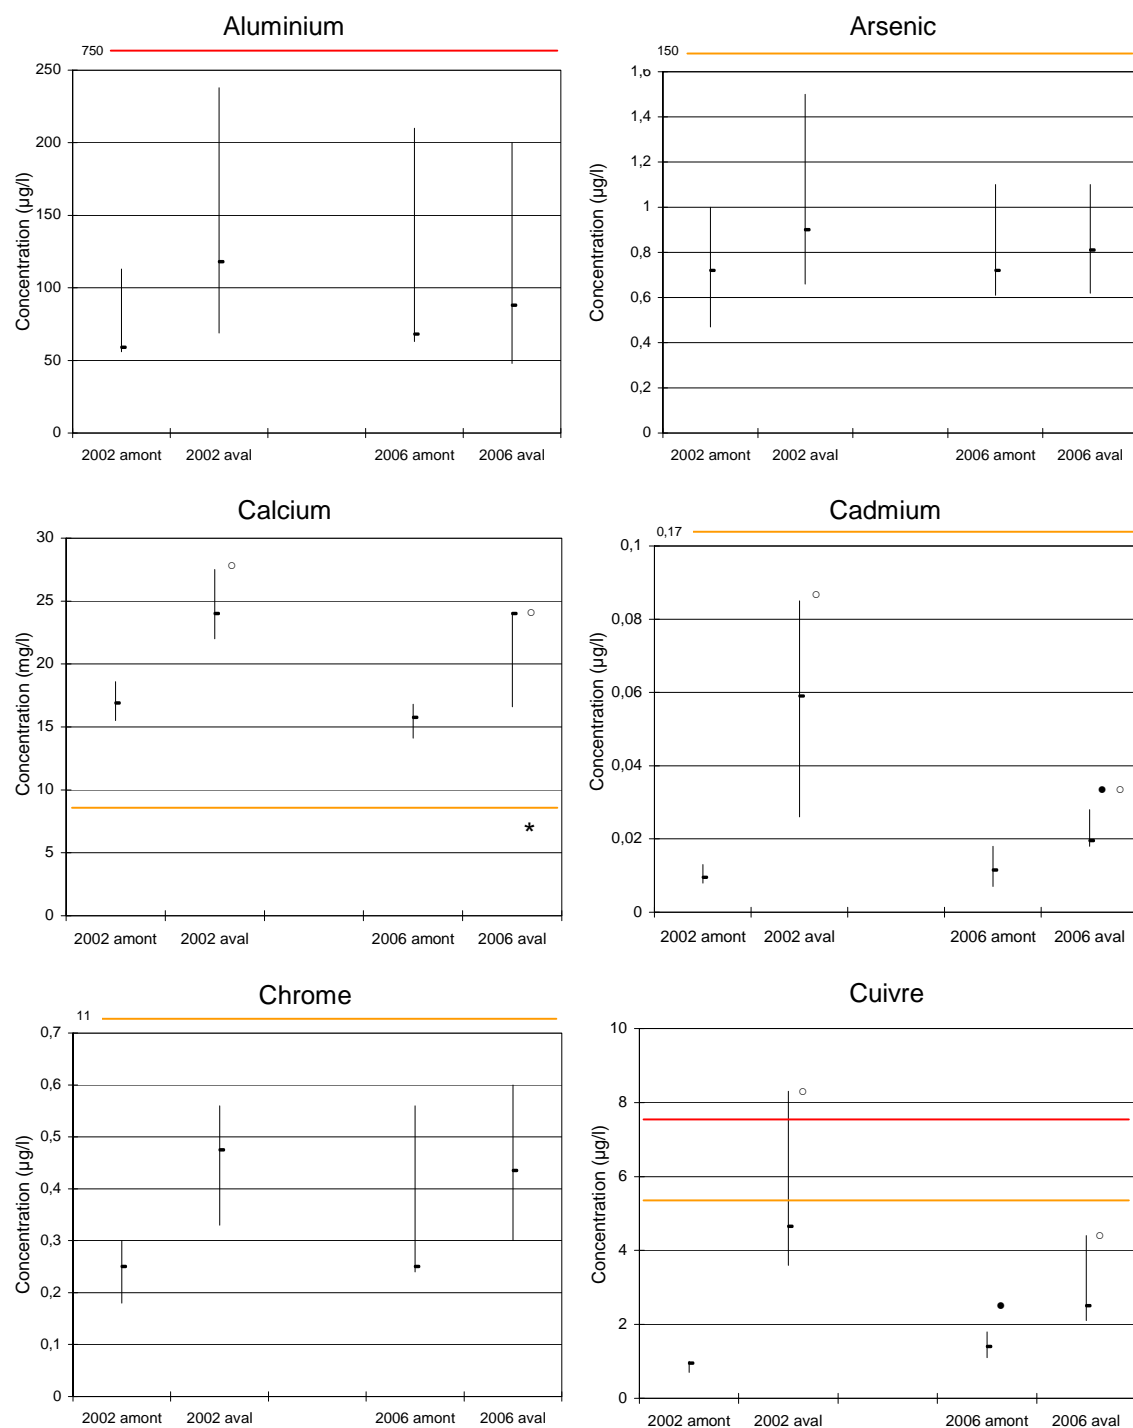 Aluminium
750
250
200
150
100
50
0
Concentration (µg/l)
2002 amont 2002 aval 2006 amont 2006 aval
Arsenic
150
1,6
1,4
1,2
1
0,8
0,6
0,4
0,2
0
Concentration (µg/l)
2002 amont 2002 aval 2006 amont 2006 aval
Calcium
30
25
20
15
10
5
0
Concentration (mg/l)
*
2002 amont 2002 aval 2006 amont 2006 aval
Cadmium
0,17
0,1
0,08
0,06
0,04
0,02
0
Concentration (µg/l)
2002 amont 2002 aval 2006 amont 2006 aval
Chrome
11
0,7
0,6
0,5
0,4
0,3
0,2
0,1
0
Concentration (µg/l)
2002 amont 2002 aval 2006 amont 2006 aval
Cuivre
10
8
6
4
2
0
Concentration (µg/l)
2002 amont 2002 aval 2006 amont 2006 aval